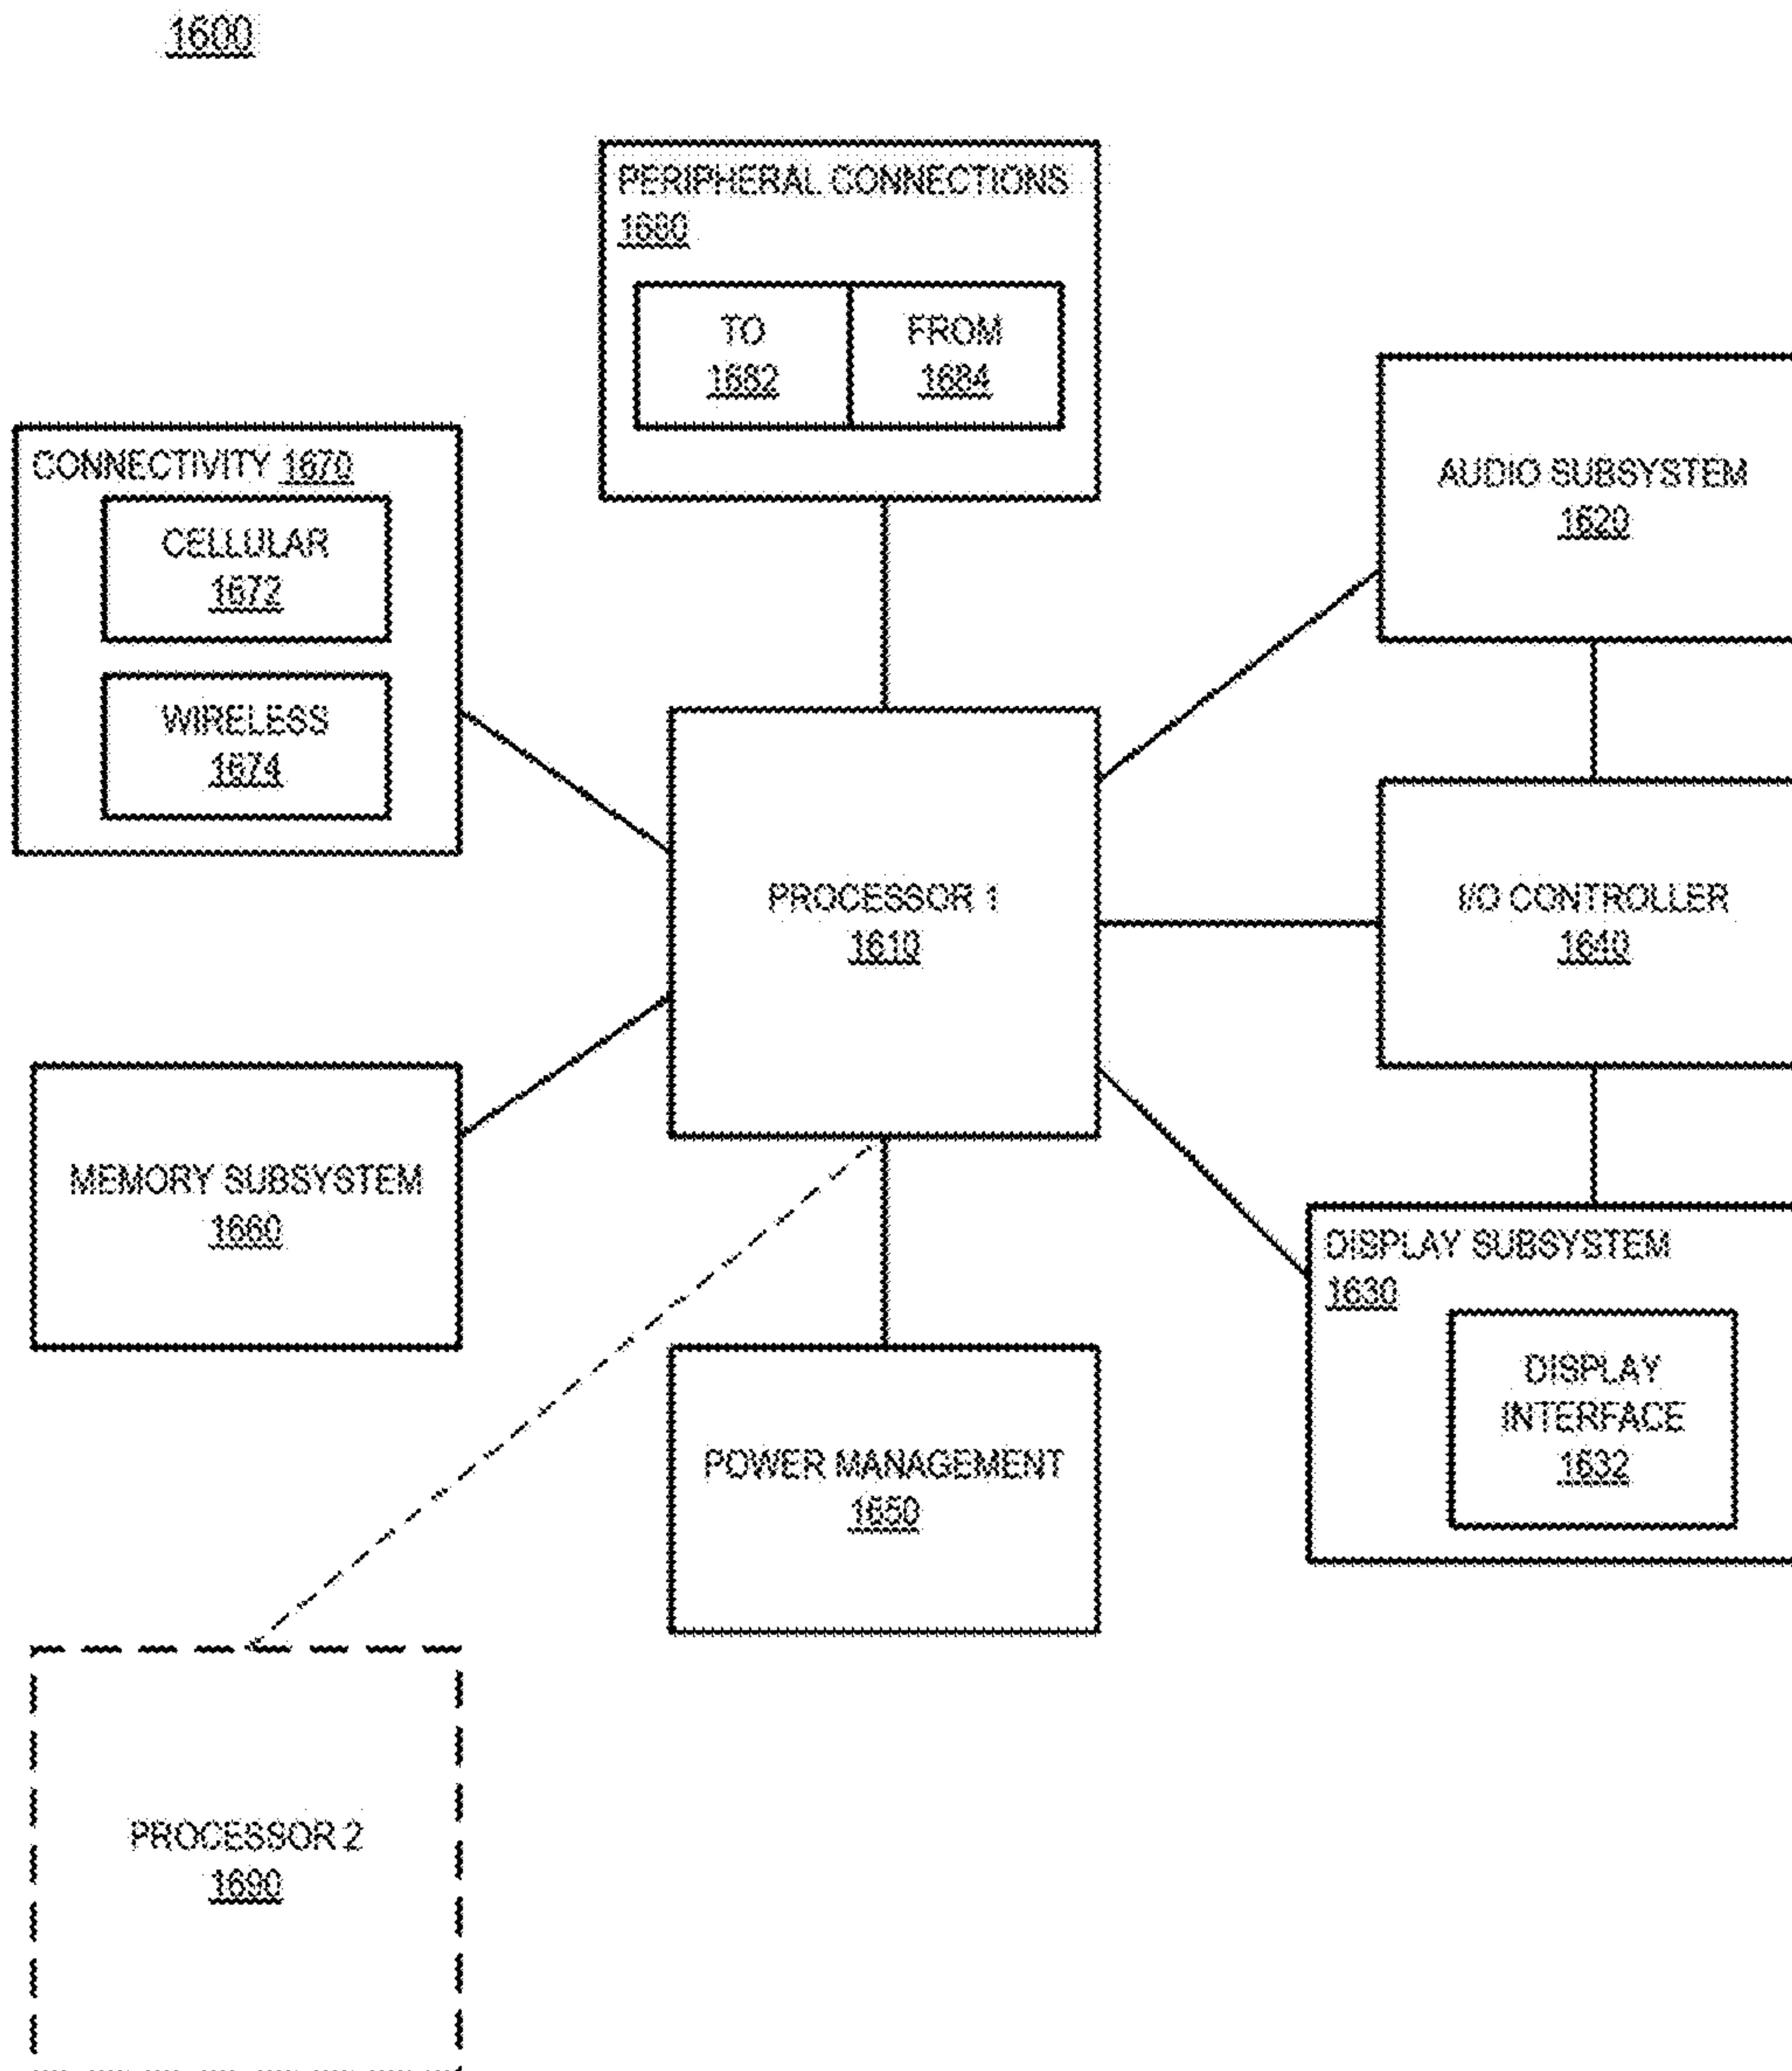 1600
PERIPHERAL CONNECTIONS
1680
TO
1682
FROM
1684
AUDIO SUBSYSTEM
1620
CONNECTIVITY 1670
CELLULAR
1672
WIRELESS
1674
PROCESSOR 1
1610
I/O CONTROLLER
1640
MEMORY SUBSYSTEM
1660
DISPLAY SUBSYSTEM
1630
DISPLAY
INTERFACE
1632
POWER MANAGEMENT
1650
PROCESSOR 2
1690